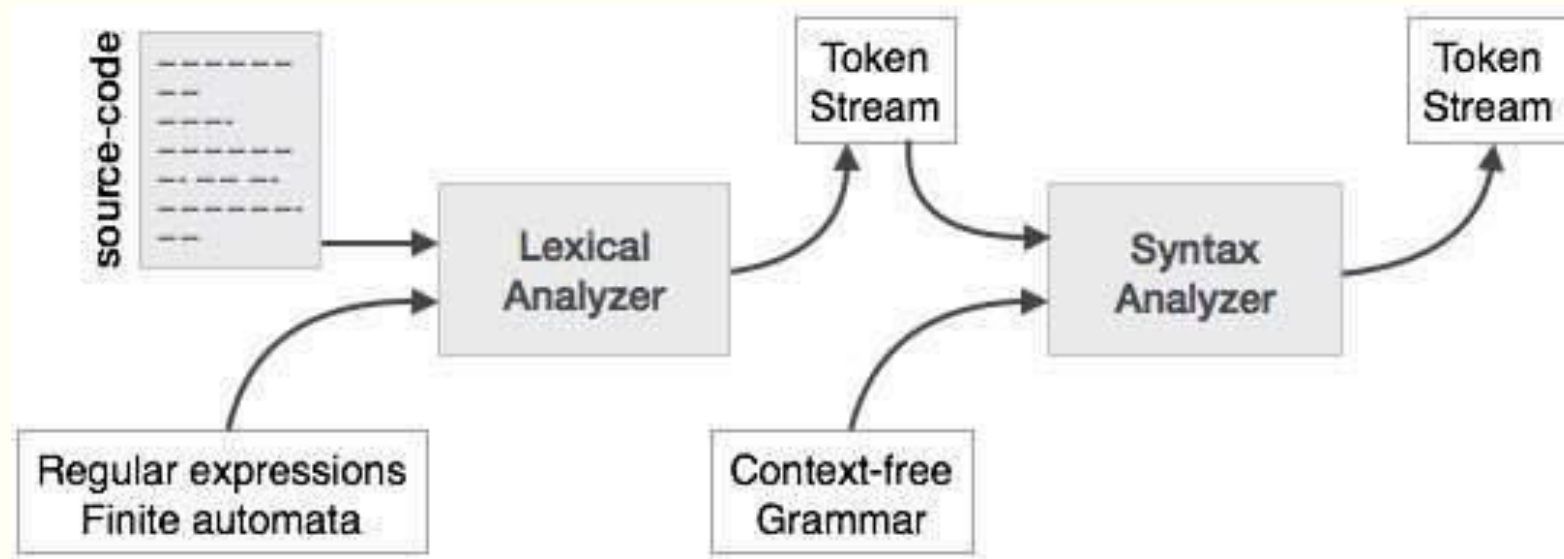 source-code
Token
Stream
Token
Stream
Lexical
Analyzer
Syntax
Analyzer
Regular expressions
Finite automata
Context-free
Grammar